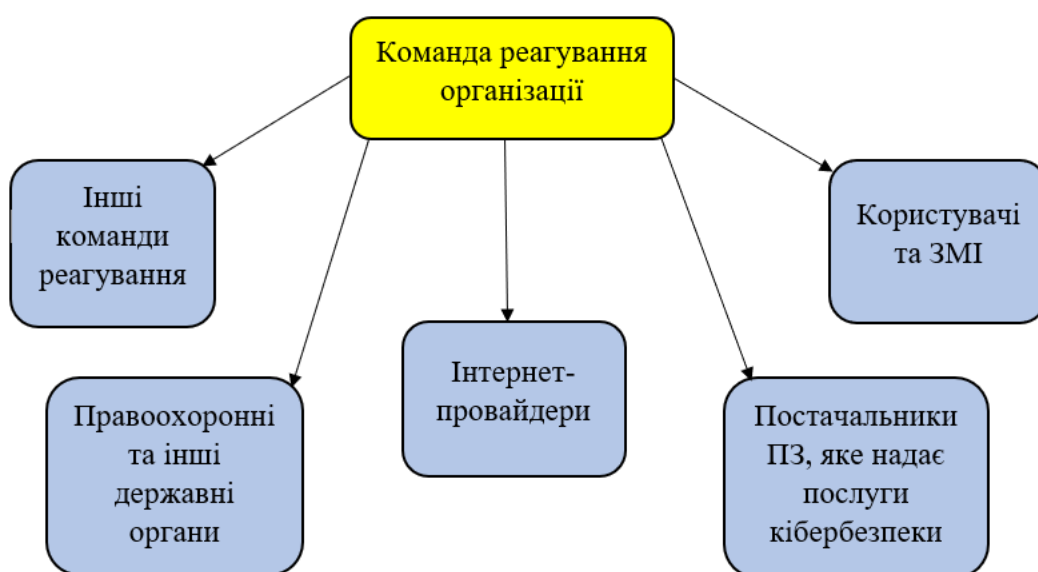 Команда реагування
організації
Інші
команди
реагування
Користувачі
та ЗМІ
Правоохоронні
та інші
державні
органи
Інтернет-
провайдери
Постачальники
ПЗ, яке надає
послуги
кібербезпеки